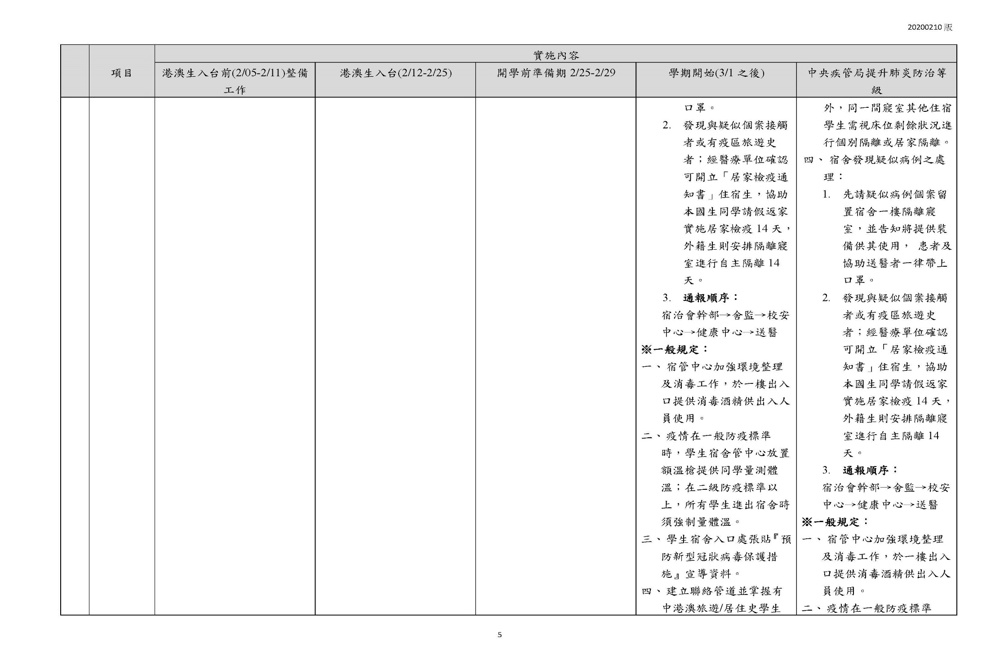 20200210 版
實施內容
項目
港澳生入台前(2/05-2/11)整備
工作
港澳生入台(2/12-2/25)
開學前準備期 2/25-2/29
學期開始(3/1 之後)
中央疾管局提升肺炎防治等
級
口罩。
2. 發現與疑似個案接觸
者或有疫區旅遊史
者；經醫療單位確認
可開立「居家檢疫通
知書」住宿生，協助
本國生同學請假返家
實施居家檢疫 14 天，
外籍生則安排隔離寢
室進行自主隔離 14
天。
3. 通報順序：
宿治會幹部→舍監→校安
中心→健康中心→送醫
※一般規定：
一、宿管中心加強環境整理
及消毒工作，於一樓出入
口提供消毒酒精供出入人
員使用。
二、疫情在一般防疫標準
時，學生宿舍管中心放置
額溫槍提供同學量測體
溫；在二級防疫標準以
上，所有學生進出宿舍時
須強制量體溫。
三、學生宿舍入口處張貼『預
防新型冠狀病毒保護措
施』宣導資料。
四、建立聯絡管道並掌握有
中港澳旅遊/居住史學生
外，同一間寢室其他住宿
學生需視床位剩餘狀況進
行個別隔離或居家隔離。
四、宿舍發現疑似病例之處
理：
1. 先請疑似病例個案留
置宿舍一樓隔離寢
室，並告知將提供裝
備供其使用， 患者及
協助送醫者一律帶上
口罩。
2. 發現與疑似個案接觸
者或有疫區旅遊史
者；經醫療單位確認
可開立「居家檢疫通
知書」住宿生，協助
本國生同學請假返家
實施居家檢疫 14 天，
外籍生則安排隔離寢
室進行自主隔離 14
天。
3. 通報順序：
宿治會幹部→舍監→校安
中心→健康中心→送醫
※一般規定：
一、宿管中心加強環境整理
及消毒工作，於一樓出入
口提供消毒酒精供出入人
員使用。
二、疫情在一般防疫標準
5